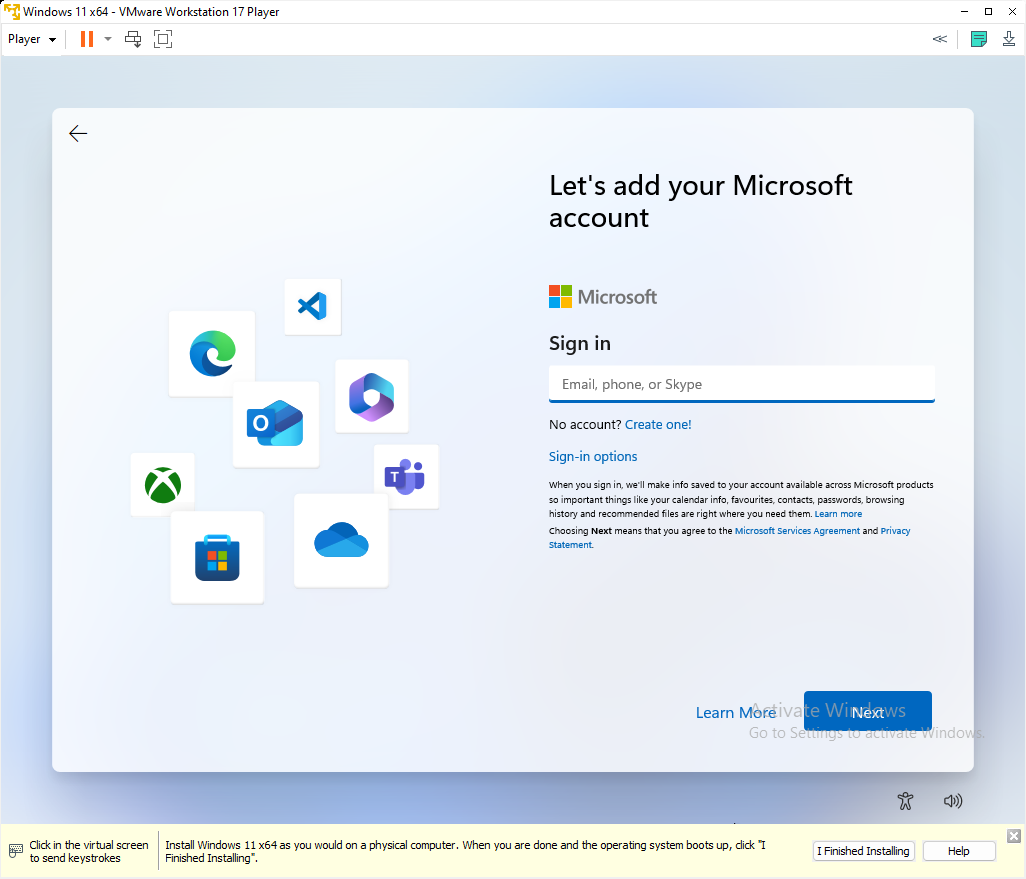 Windows 11 x64 - VMware Workstation 17 Player
Player
Let's add your Microsoft
account
Microsoft
Sign in
Email, phone, or Skype
No account? Create one!
Sign-in options
When you sign in, we'll make info saved to your account available across Microsoft products
so important things like your calendar info, favourites, contacts, passwords, browsing
history and recommended files are right where you need them. Learn more
Choosing Next means that you agree to the Microsoft Services Agreement and Privacy
Statement.
O
T
Learn More
Next
Activate Windows
Go to Settings to activate Windows.
Click in the virtual screen
to send keystrokes
Install Windows 11 x64 as you would on a physical computer. When you are done and the operating system boots up, click "I
Finished Installing".
I Finished Installing
Help